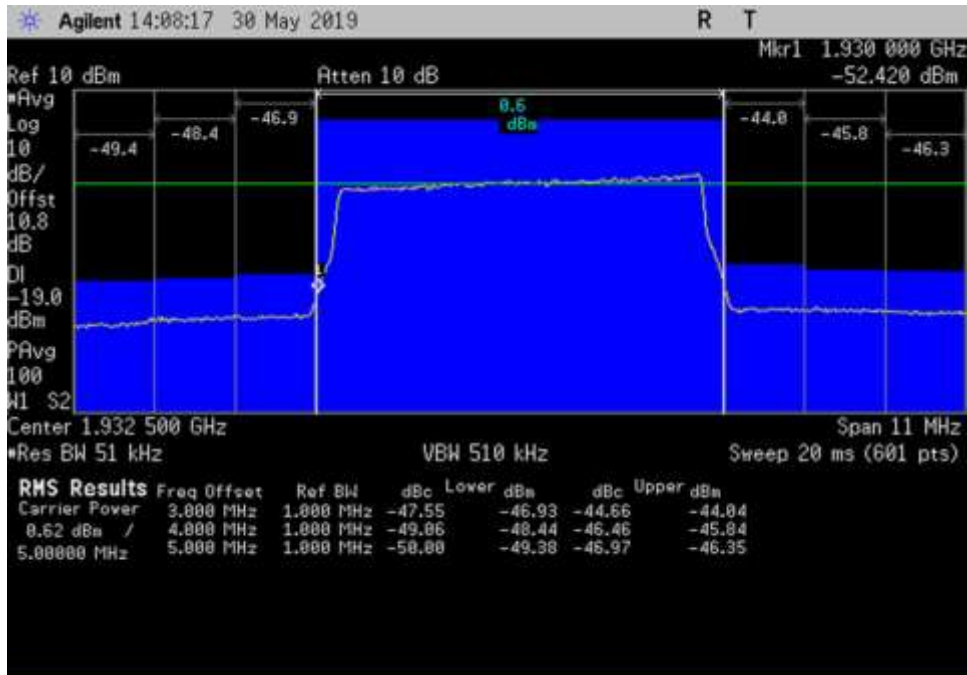 Agilent 14:08:17 30 May 2019 R T
Mkr1 1.930 000 GHz
Ref 10 dBm Atten 10 dB -52.420 dBm
#Avg
Log
10
dB/
Offst
10.8
dB
DI
-19.0
dBm
PAvg
100
W1 S2
-49.4 -48.4 -46.9 0.6 dBm -44.0 -45.8 -46.3
1
Center 1.932 500 GHz Span 11 MHz
#Res BW 51 kHz VBW 510 kHz Sweep 20 ms (601 pts)
RMS Results Freq Offset Ref BW dBc Lower dBm dBc Upper dBm
Carrier Power 3.000 MHz 1.000 MHz -47.55 -46.93 -44.66 -44.04
0.62 dBm / 4.000 MHz 1.000 MHz -49.06 -48.44 -46.46 -45.84
5.00000 MHz 5.000 MHz 1.000 MHz -50.00 -49.38 -46.97 -46.35